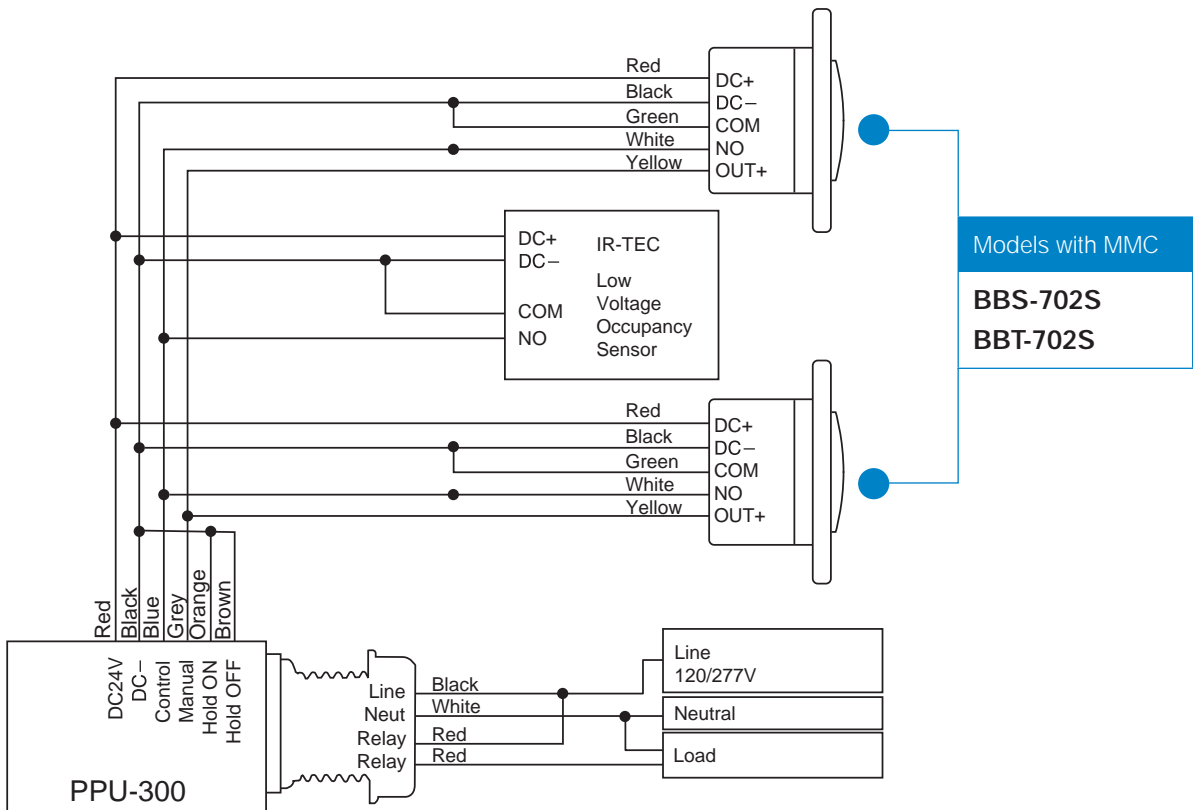 Red
Black
Green
White
Yellow
DC+
DC−
COM
NO
OUT+
DC+
DC−
COM
NO
IR-TEC
Low
Voltage
Occupancy
Sensor
Models with MMC
BBS-702S
BBT-702S
Red
Black
Green
White
Yellow
DC+
DC−
COM
NO
OUT+
Red
Black
Blue
Grey
Orange
Brown
DC24V
DC−
Control
Manual
Hold ON
Hold OFF
PPU-300
Line
Neut
Relay
Relay
Black
White
Red
Red
Line
120/277V
Neutral
Load